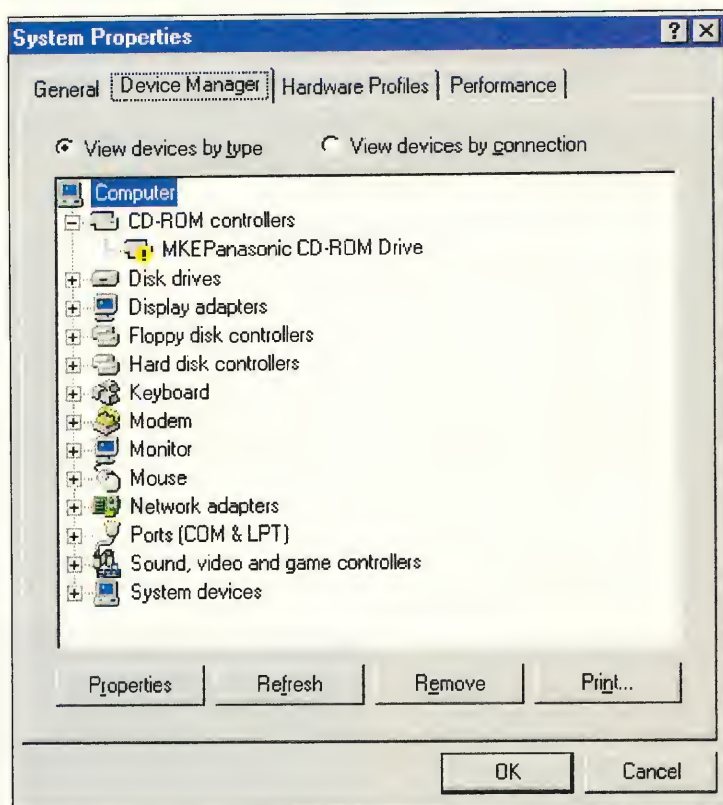 System Properties
General Device Manager Hardware Profiles Performance
View devices by type View devices by connection
Computer
CD-ROM controllers
MKEPanasonic CD-ROM Drive
Disk drives
Display adapters
Floppy disk controllers
Hard disk controllers
Keyboard
Modem
Monitor
Mouse
Network adapters
Ports (COM & LPT)
Sound, video and game controllers
System devices
Properties Refresh Remove Print...
OK Cancel